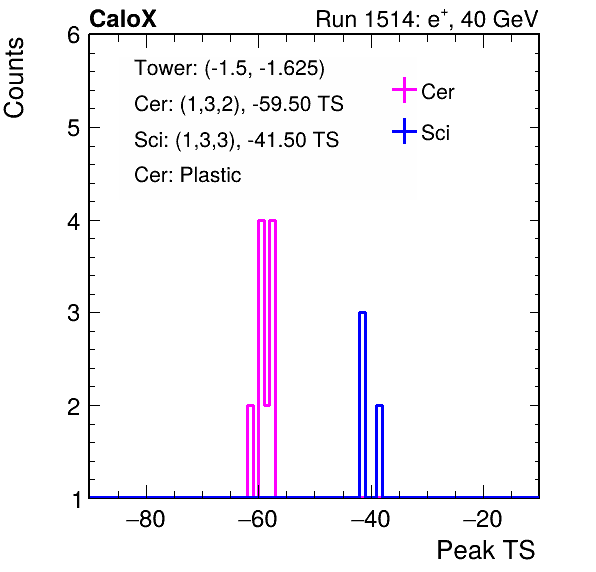 CaloX Run 1514: e⁺, 40 GeV
Counts
6
Tower: (-1.5, -1.625)
Cer: (1,3,2), -59.50 TS
Sci: (1,3,3), -41.50 TS
Cer: Plastic
Cer
Sci
5
4
3
2
1
−80 −60 −40 −20
Peak TS